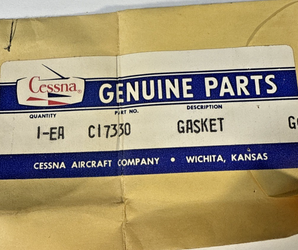 Cessna® GENUINE PARTS
QUANTITY PART NO. DESCRIPTION
1-EA C17330 GASKET
CESSNA AIRCRAFT COMPANY • WICHITA, KANSAS